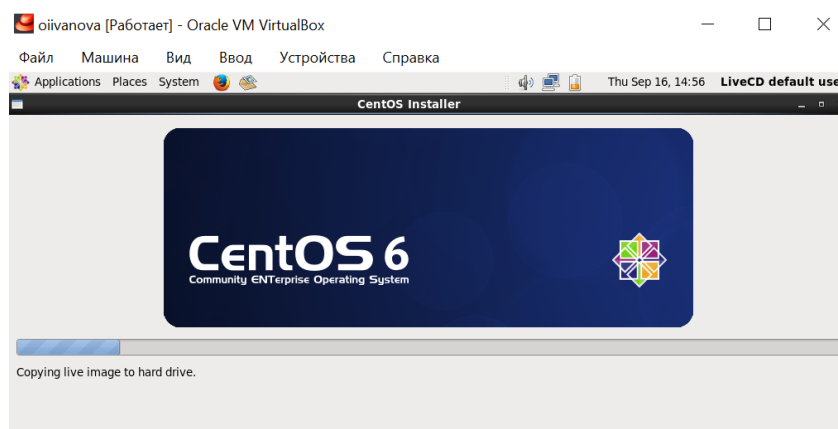 oiivanova [Работает] - Oracle VM VirtualBox
Файл Машина Вид Ввод Устройства Справка
Applications Places System Thu Sep 16, 14:56 LiveCD default use
CentOS Installer
CentOS 6
Community ENTerprise Operating System
Copying live image to hard drive.